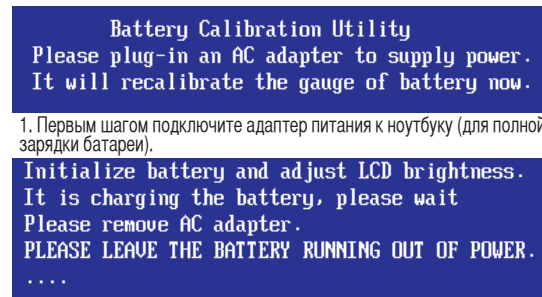 Battery Calibration Utility
Please plug-in an AC adapter to supply power.
It will recalibrate the gauge of battery now.
1. Первым шагом подключите адаптер питания к ноутбуку (для полной
зарядки батареи).
Initialize battery and adjust LCD brightness.
It is charging the battery, please wait
Please remove AC adapter.
PLEASE LEAVE THE BATTERY RUNNING OUT OF POWER.
....